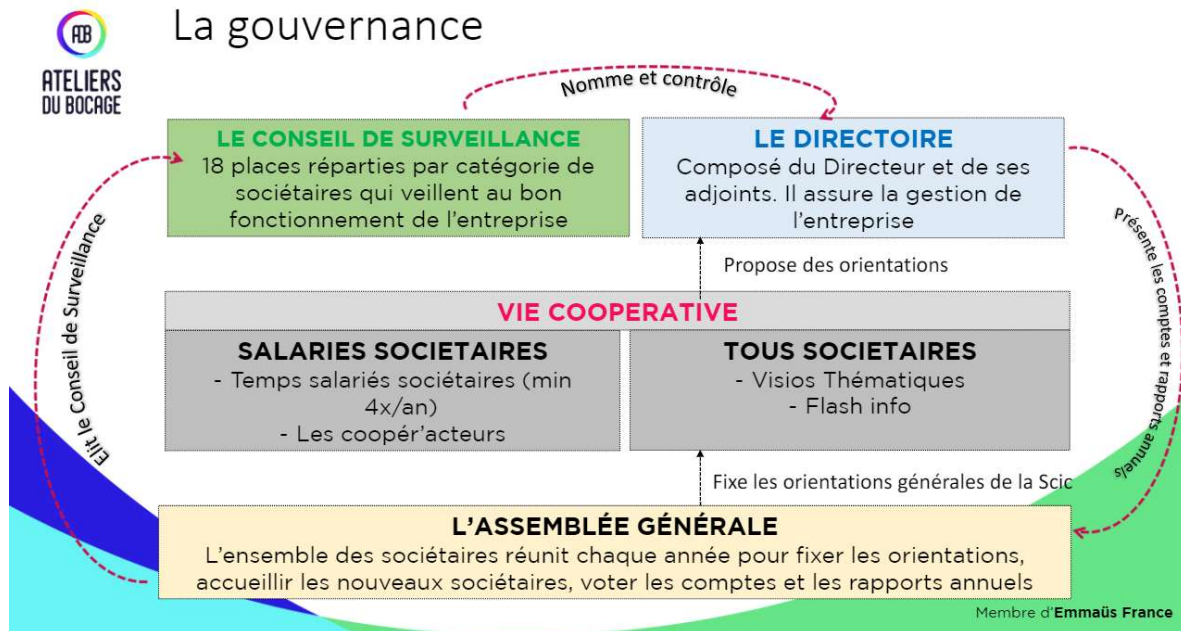 La gouvernance
ADB
ATELIERS
DU BOCAGE
Nomme et contrôle
LE CONSEIL DE SURVEILLANCE
18 places réparties par catégorie de
sociétaires qui veillent au bon
fonctionnement de l'entreprise
LE DIRECTOIRE
Composé du Directeur et de ses
adjoints. Il assure la gestion de
l'entreprise
Elit le Conseil de Surveillance
Présente les comptes et rapports annuels
Propose des orientations
VIE COOPERATIVE
SALARIES SOCIETAIRES
- Temps salariés sociétaires (min
4x/an)
- Les coopér'acteurs
TOUS SOCIETAIRES
- Visios Thématiques
- Flash info
Fixe les orientations générales de la Scic
L'ASSEMBLÉE GÉNÉRALE
L'ensemble des sociétaires réunit chaque année pour fixer les orientations,
accueillir les nouveaux sociétaires, voter les comptes et les rapports annuels
Membre d'Emmaüs France